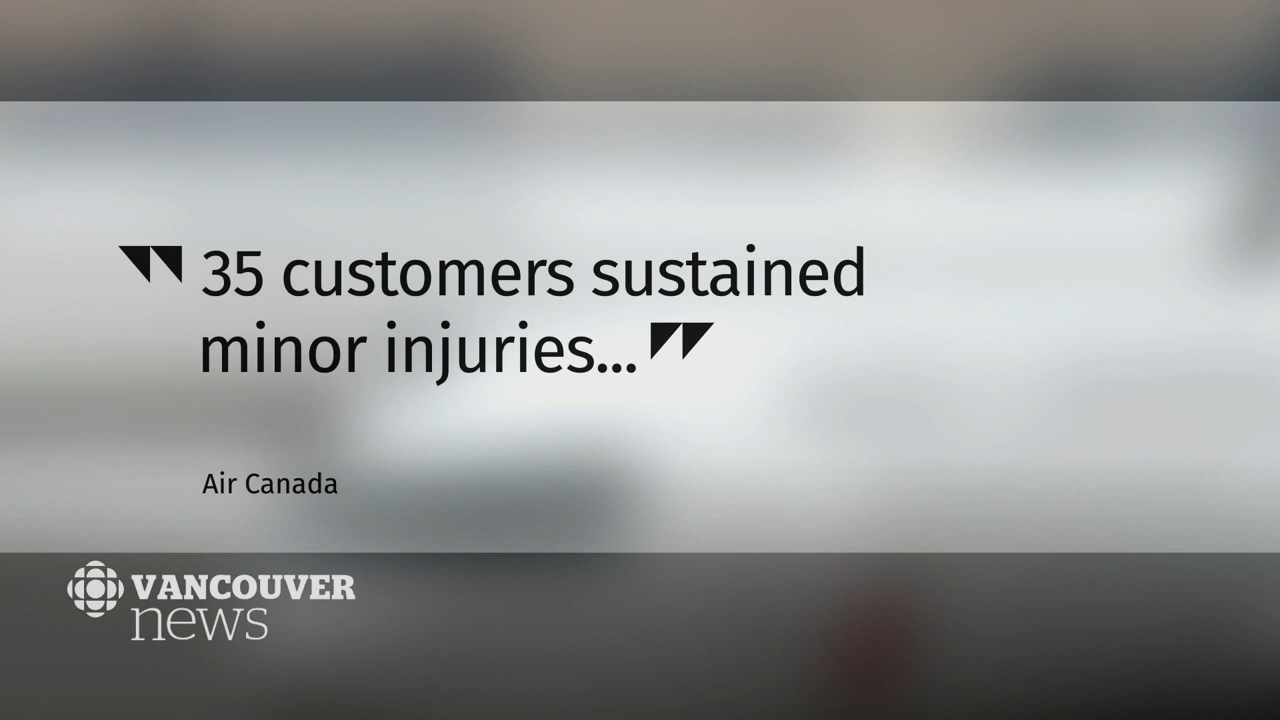 35 customers sustained
minor injuries...
Air Canada
VANCOUVER
news